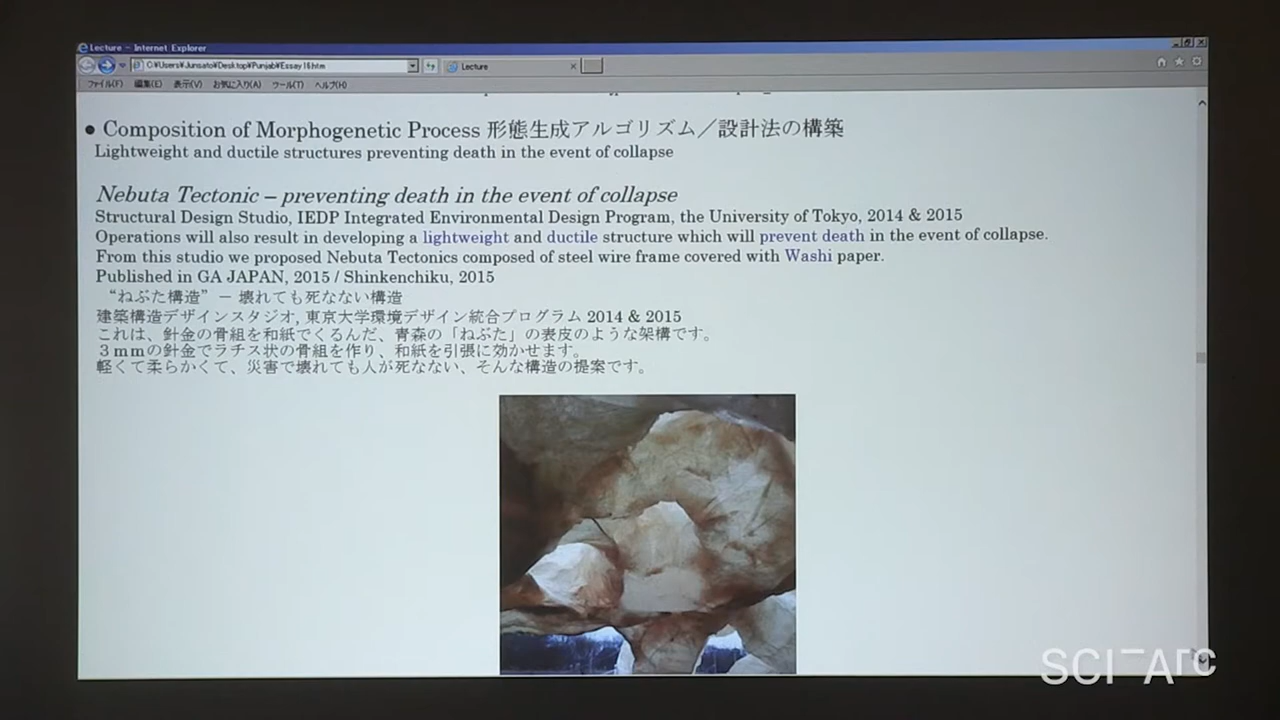 Lecture - Internet Explorer
C:¥Users¥Junsato¥Desktop¥Punjab¥Essay16.htm
Lecture
ファイル(F) 編集(E) 表示(V) お気に入り(A) ツール(T) ヘルプ(H)
● Composition of Morphogenetic Process 形態生成アルゴリズム／設計法の構築
Lightweight and ductile structures preventing death in the event of collapse
Nebuta Tectonic – preventing death in the event of collapse
Structural Design Studio, IEDP Integrated Environmental Design Program, the University of Tokyo, 2014 & 2015
Operations will also result in developing a lightweight and ductile structure which will prevent death in the event of collapse.
From this studio we proposed Nebuta Tectonics composed of steel wire frame covered with Washi paper.
Published in GA JAPAN, 2015 / Shinkenchiku, 2015
“ねぶた構造” － 壊れても死なない構造
建築構造デザインスタジオ, 東京大学環境デザイン統合プログラム 2014 & 2015
これは、針金の骨組を和紙でくるんだ、青森の「ねぶた」の表皮のような架構です。
３ｍｍの針金でラチス状の骨組を作り、和紙を引張に効かせます。
軽くて柔らかくて、災害で壊れても人が死なない、そんな構造の提案です。
SCI-Arc